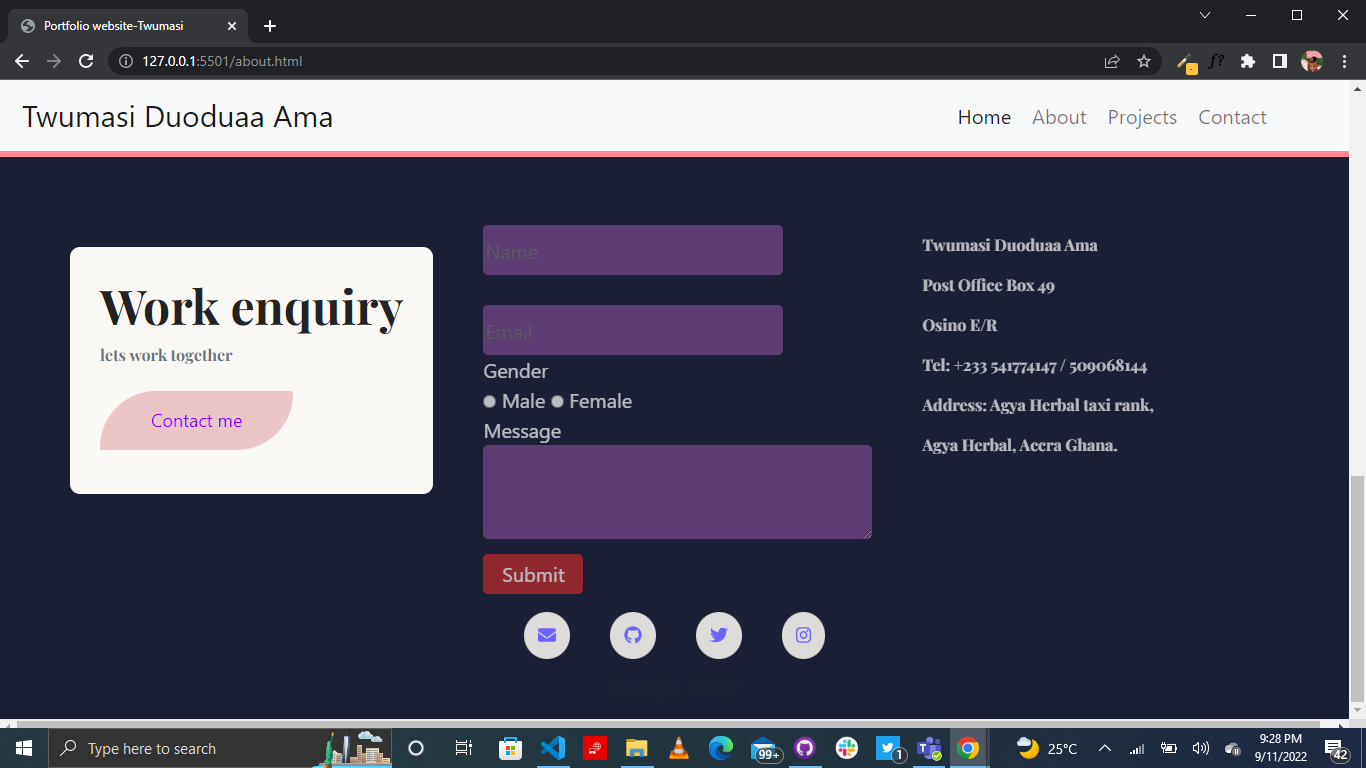 Portfolio website-Twumasi
127.0.0.1:5501/about.html
f?
Twumasi Duoduaa Ama
Home About Projects Contact
Work enquiry
lets work together
Contact me
Name
Email
Gender
Male Female
Message
Submit
Twumasi Duoduaa Ama
Post Office Box 49
Osino E/R
Tel: +233 541774147 / 509068144
Address: Agya Herbal taxi rank,
Agya Herbal, Accra Ghana.
Copyright © 2022
Type here to search
99+
1
25°C
9:28 PM
9/11/2022
42